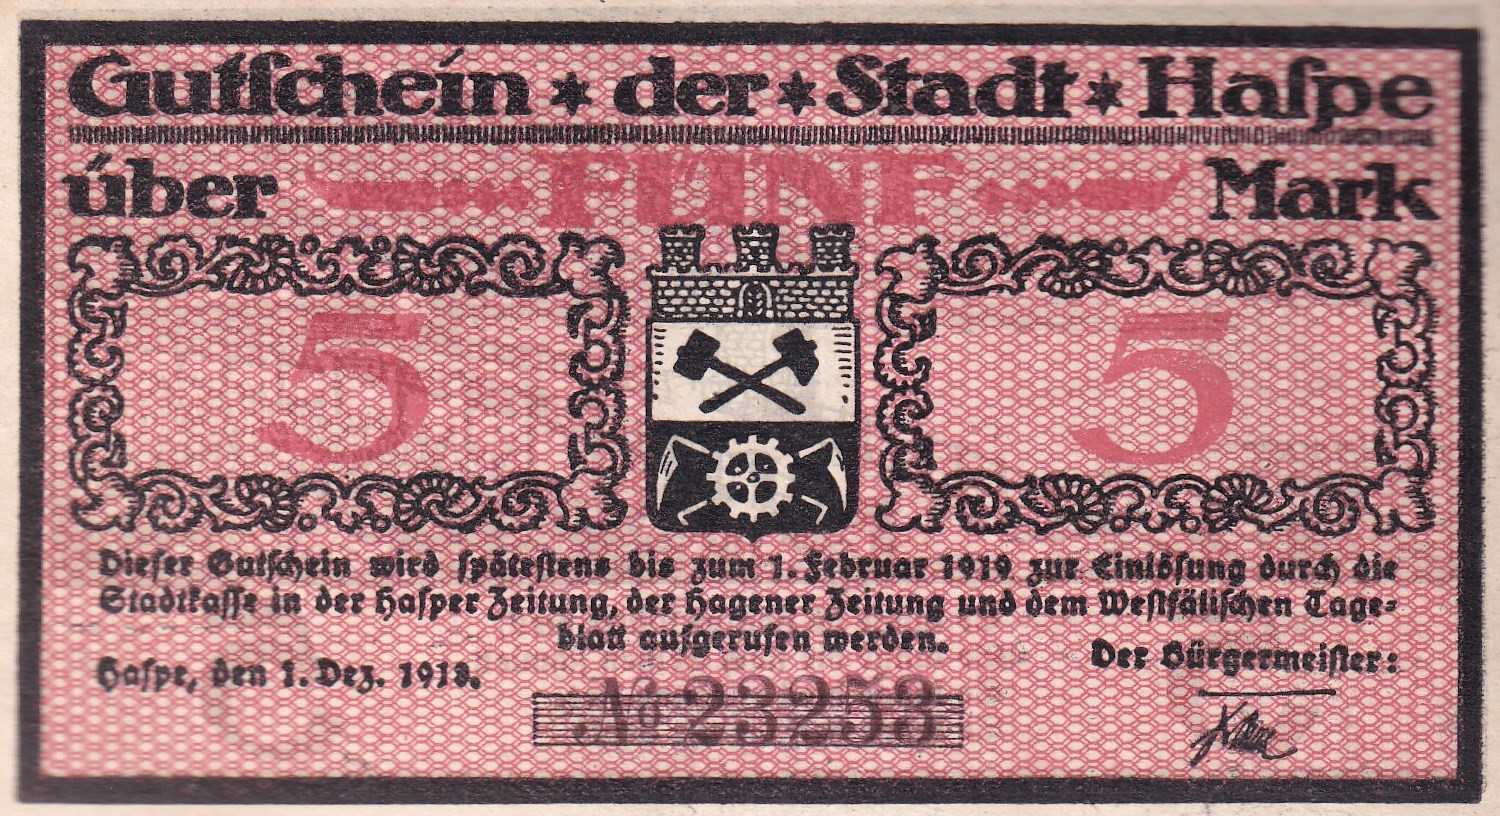 Gutſchein * der * Stadt * Haſpe
über FÜNF Mark
5 5
Dieſer Gutſchein wird ſpäteſtens bis zum 1. Februar 1919 zur Einlöſung durch die
Stadtkaſſe in der Haſper Zeitung, der Hagener Zeitung und dem Weſtfäliſchen Tage-
blatt aufgerufen werden.
Haſpe, den 1. Dez. 1918.
Der Bürgermeiſter:
No 23253